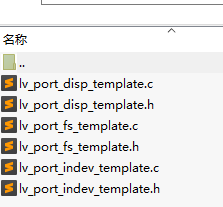 名称
..
lv_port_disp_template.c
lv_port_disp_template.h
lv_port_fs_template.c
lv_port_fs_template.h
lv_port_indev_template.c
lv_port_indev_template.h